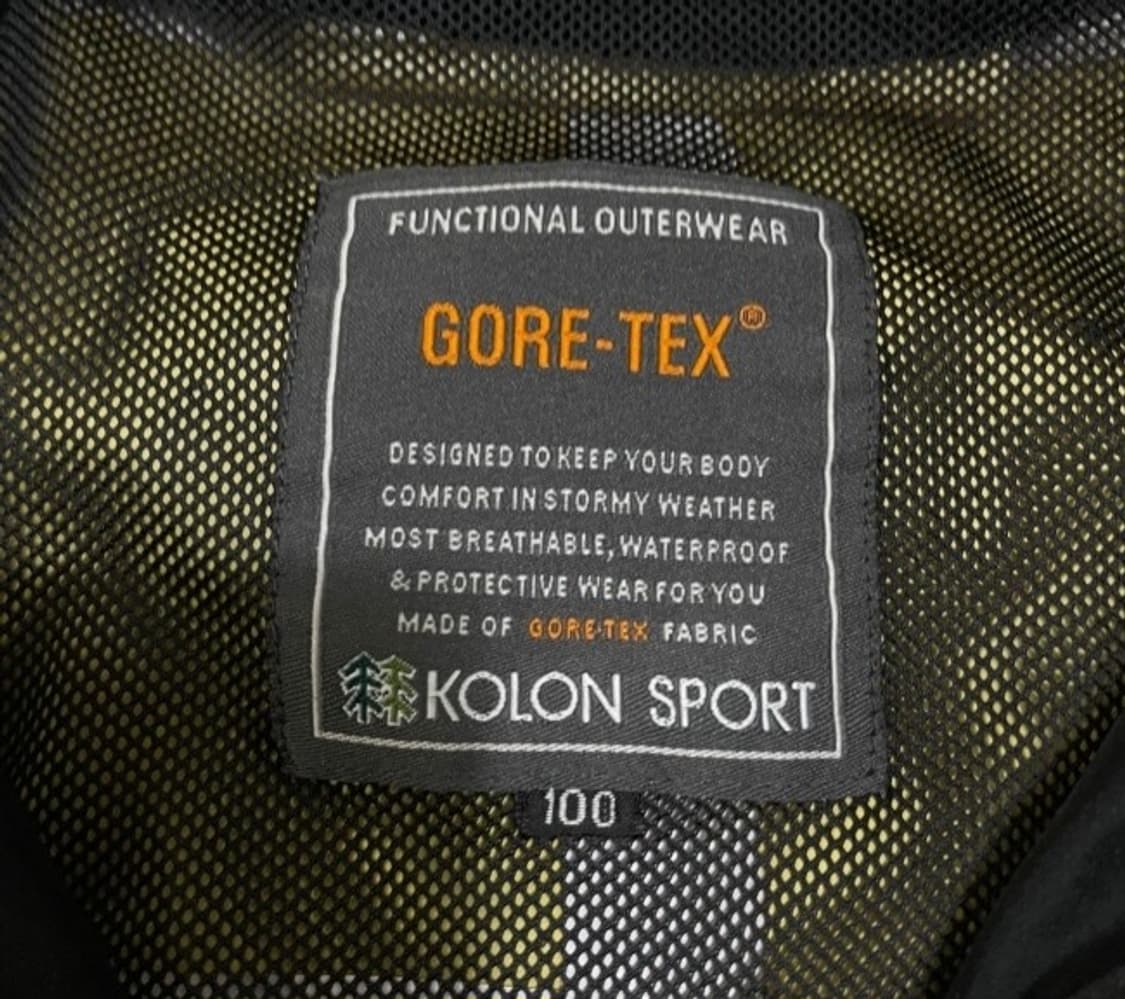 FUNCTIONAL OUTERWEAR
GORE-TEX®
DESIGNED TO KEEP YOUR BODY
COMFORT IN STORMY WEATHER
MOST BREATHABLE, WATERPROOF
& PROTECTIVE WEAR FOR YOU
MADE OF GORE-TEX FABRIC
KOLON SPORT
100